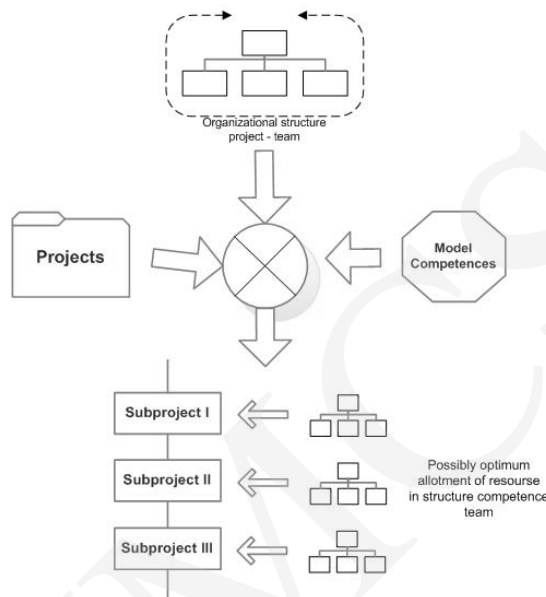 Organizational structure
project - team
Projects
Model
Competences
Subproject I
Subproject II
Subproject III
Possibly optimum
allotment of resourse
in structure competence
team